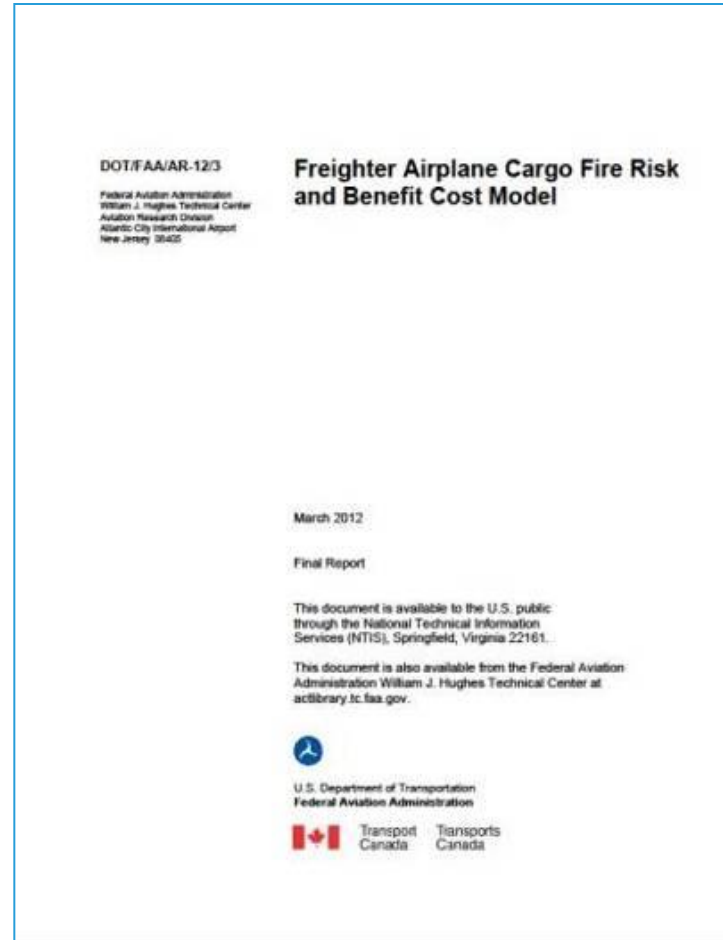 DOT/FAA/AR-12/3
Federal Aviation Administration
William J. Hughes Technical Center
Aviation Research Division
Atlantic City International Airport
New Jersey 08405
Freighter Airplane Cargo Fire Risk
and Benefit Cost Model
March 2012
Final Report
This document is available to the U.S. public
through the National Technical Information
Services (NTIS), Springfield, Virginia 22161.
This document is also available from the Federal Aviation
Administration William J. Hughes Technical Center at
actlibrary.tc.faa.gov.
U.S. Department of Transportation
Federal Aviation Administration
Transport Transports
Canada Canada